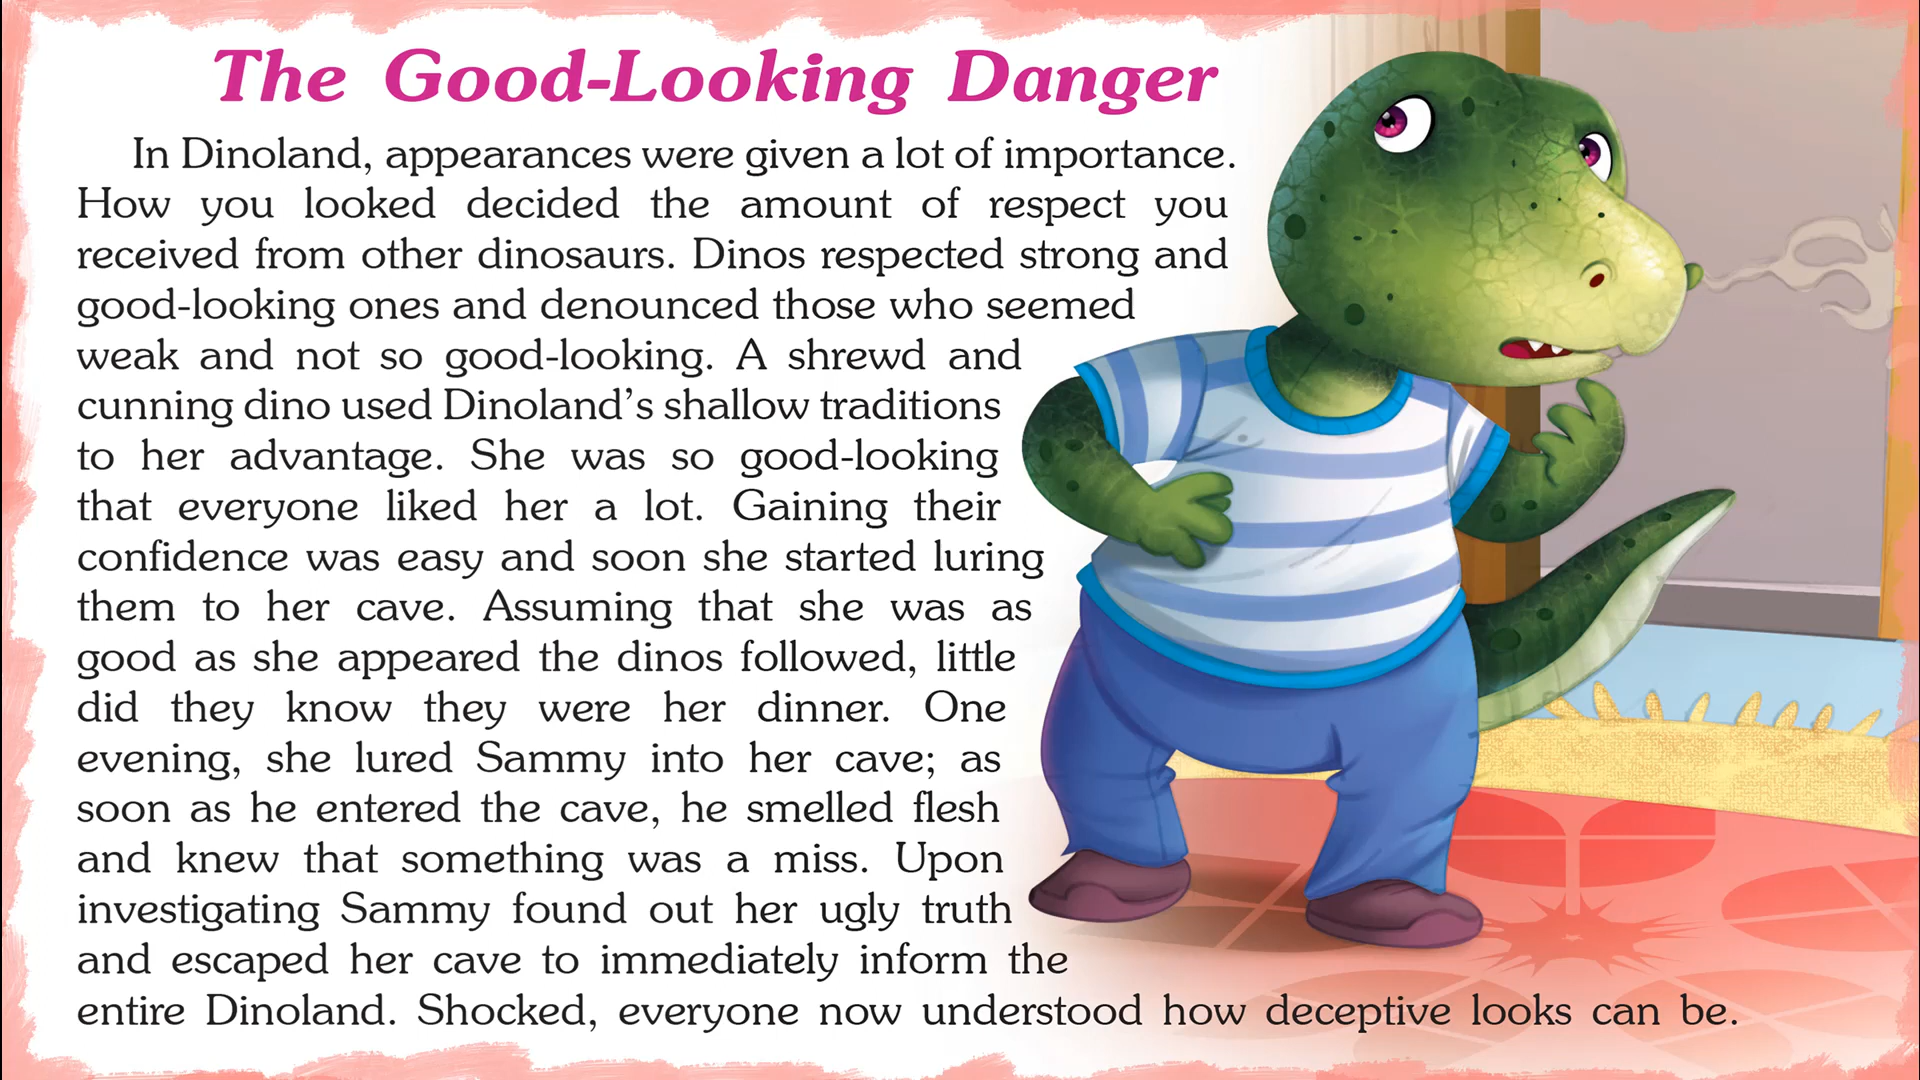 The Good-Looking Danger
In Dinoland, appearances were given a lot of importance.
How you looked decided the amount of respect you
received from other dinosaurs. Dinos respected strong and
good-looking ones and denounced those who seemed
weak and not so good-looking. A shrewd and
cunning dino used Dinoland's shallow traditions
to her advantage. She was so good-looking
that everyone liked her a lot. Gaining their
confidence was easy and soon she started luring
them to her cave. Assuming that she was as
good as she appeared the dinos followed, little
did they know they were her dinner. One
evening, she lured Sammy into her cave; as
soon as he entered the cave, he smelled flesh
and knew that something was a miss. Upon
investigating Sammy found out her ugly truth
and escaped her cave to immediately inform the
entire Dinoland. Shocked, everyone now understood how deceptive looks can be.